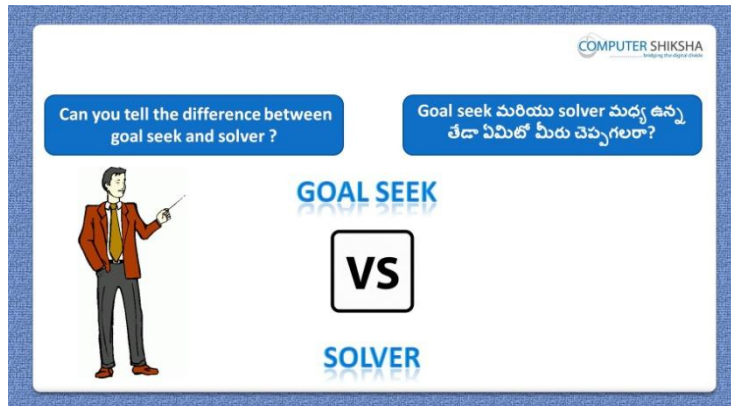 COMPUTER SHIKSHA
bridging the digital divide
Can you tell the difference between
goal seek and solver ?
Goal seek మరియు solver మధ్య ఉన్న
తేడా ఏమిటో మీరు చెప్పగలరా?
GOAL SEEK
VS
SOLVER